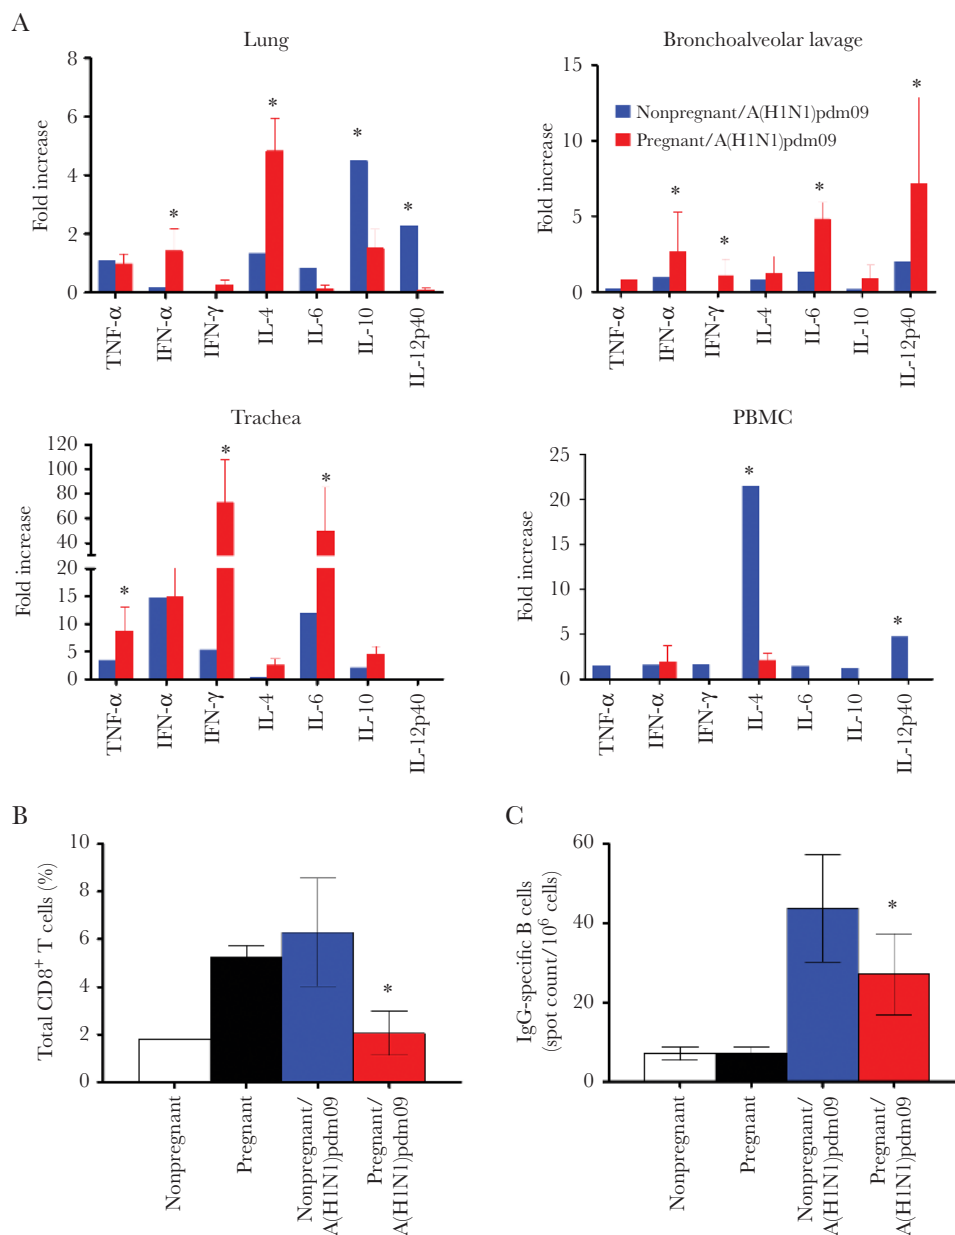 A
Lung
Fold increase
8
6
4
2
0
TNF-α
IFN-α
IFN-γ
IL-4
IL-6
IL-10
IL-12p40
*
*
*
*
Bronchoalveolar lavage
Fold increase
15
10
5
0
Nonpregnant/A(H1N1)pdm09
Pregnant/A(H1N1)pdm09
*
*
*
*
TNF-α
IFN-α
IFN-γ
IL-4
IL-6
IL-10
IL-12p40
Trachea
Fold increase
120
100
80
60
40
20
15
10
5
0
*
*
*
TNF-α
IFN-α
IFN-γ
IL-4
IL-6
IL-10
IL-12p40
PBMC
Fold increase
25
20
15
10
5
0
*
*
TNF-α
IFN-α
IFN-γ
IL-4
IL-6
IL-10
IL-12p40
B
Total CD8⁺ T cells (%)
10
8
6
4
2
0
*
Nonpregnant
Pregnant
Nonpregnant/
A(H1N1)pdm09
Pregnant/
A(H1N1)pdm09
C
IgG-specific B cells
(spot count/10⁶ cells)
60
40
20
0
*
Nonpregnant
Pregnant
Nonpregnant/
A(H1N1)pdm09
Pregnant/
A(H1N1)pdm09